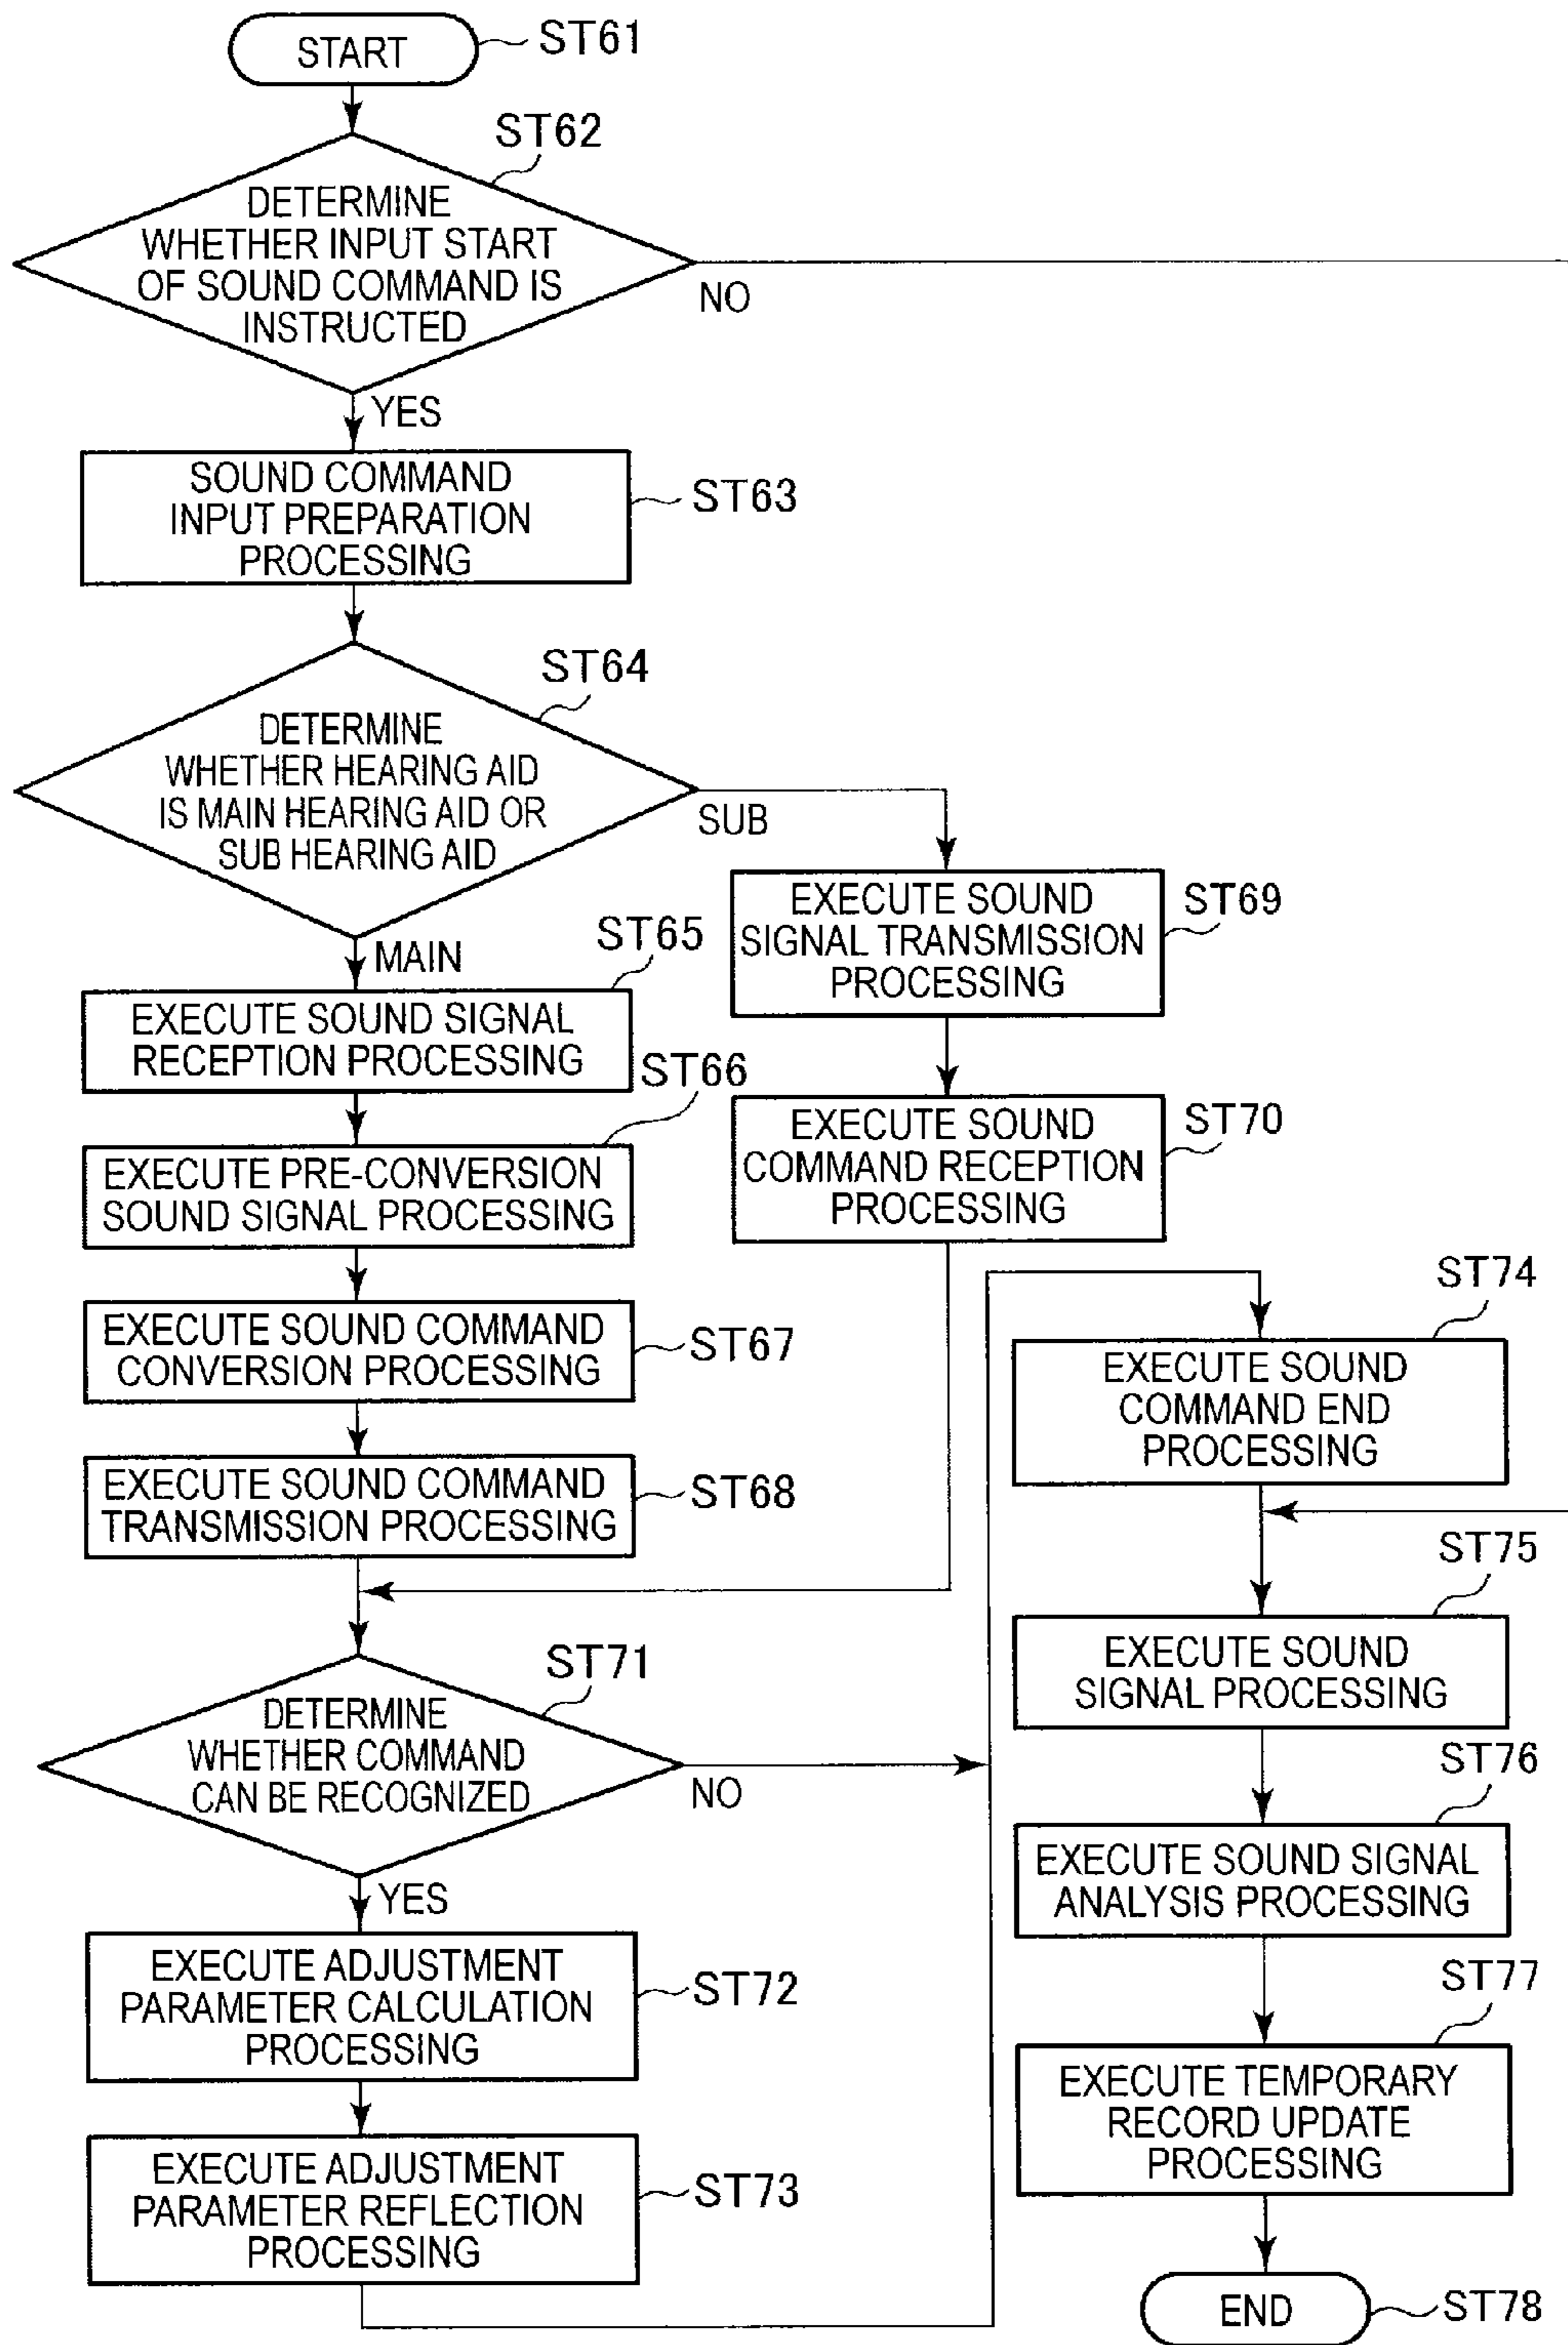 START
ST61
ST62
DETERMINE
WHETHER INPUT START
OF SOUND COMMAND IS
INSTRUCTED
NO
YES
SOUND COMMAND
INPUT PREPARATION
PROCESSING
ST63
ST64
DETERMINE
WHETHER HEARING AID
IS MAIN HEARING AID OR
SUB HEARING AID
SUB
MAIN
ST65
EXECUTE SOUND SIGNAL
RECEPTION PROCESSING
ST66
EXECUTE PRE-CONVERSION
SOUND SIGNAL PROCESSING
EXECUTE SOUND COMMAND
CONVERSION PROCESSING
ST67
EXECUTE SOUND COMMAND
TRANSMISSION PROCESSING
ST68
EXECUTE SOUND
SIGNAL TRANSMISSION
PROCESSING
ST69
EXECUTE SOUND
COMMAND RECEPTION
PROCESSING
ST70
ST71
DETERMINE
WHETHER COMMAND
CAN BE RECOGNIZED
NO
YES
EXECUTE ADJUSTMENT
PARAMETER CALCULATION
PROCESSING
ST72
EXECUTE ADJUSTMENT
PARAMETER REFLECTION
PROCESSING
ST73
ST74
EXECUTE SOUND
COMMAND END
PROCESSING
ST75
EXECUTE SOUND
SIGNAL PROCESSING
ST76
EXECUTE SOUND SIGNAL
ANALYSIS PROCESSING
ST77
EXECUTE TEMPORARY
RECORD UPDATE
PROCESSING
END
ST78